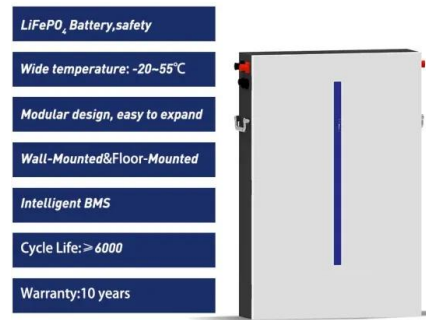 LiFePO₄ Battery,safety
Wide temperature: -20~55℃
Modular design, easy to expand
Wall-Mounted&Floor-Mounted
Intelligent BMS
Cycle Life:≥6000
Warranty:10 years